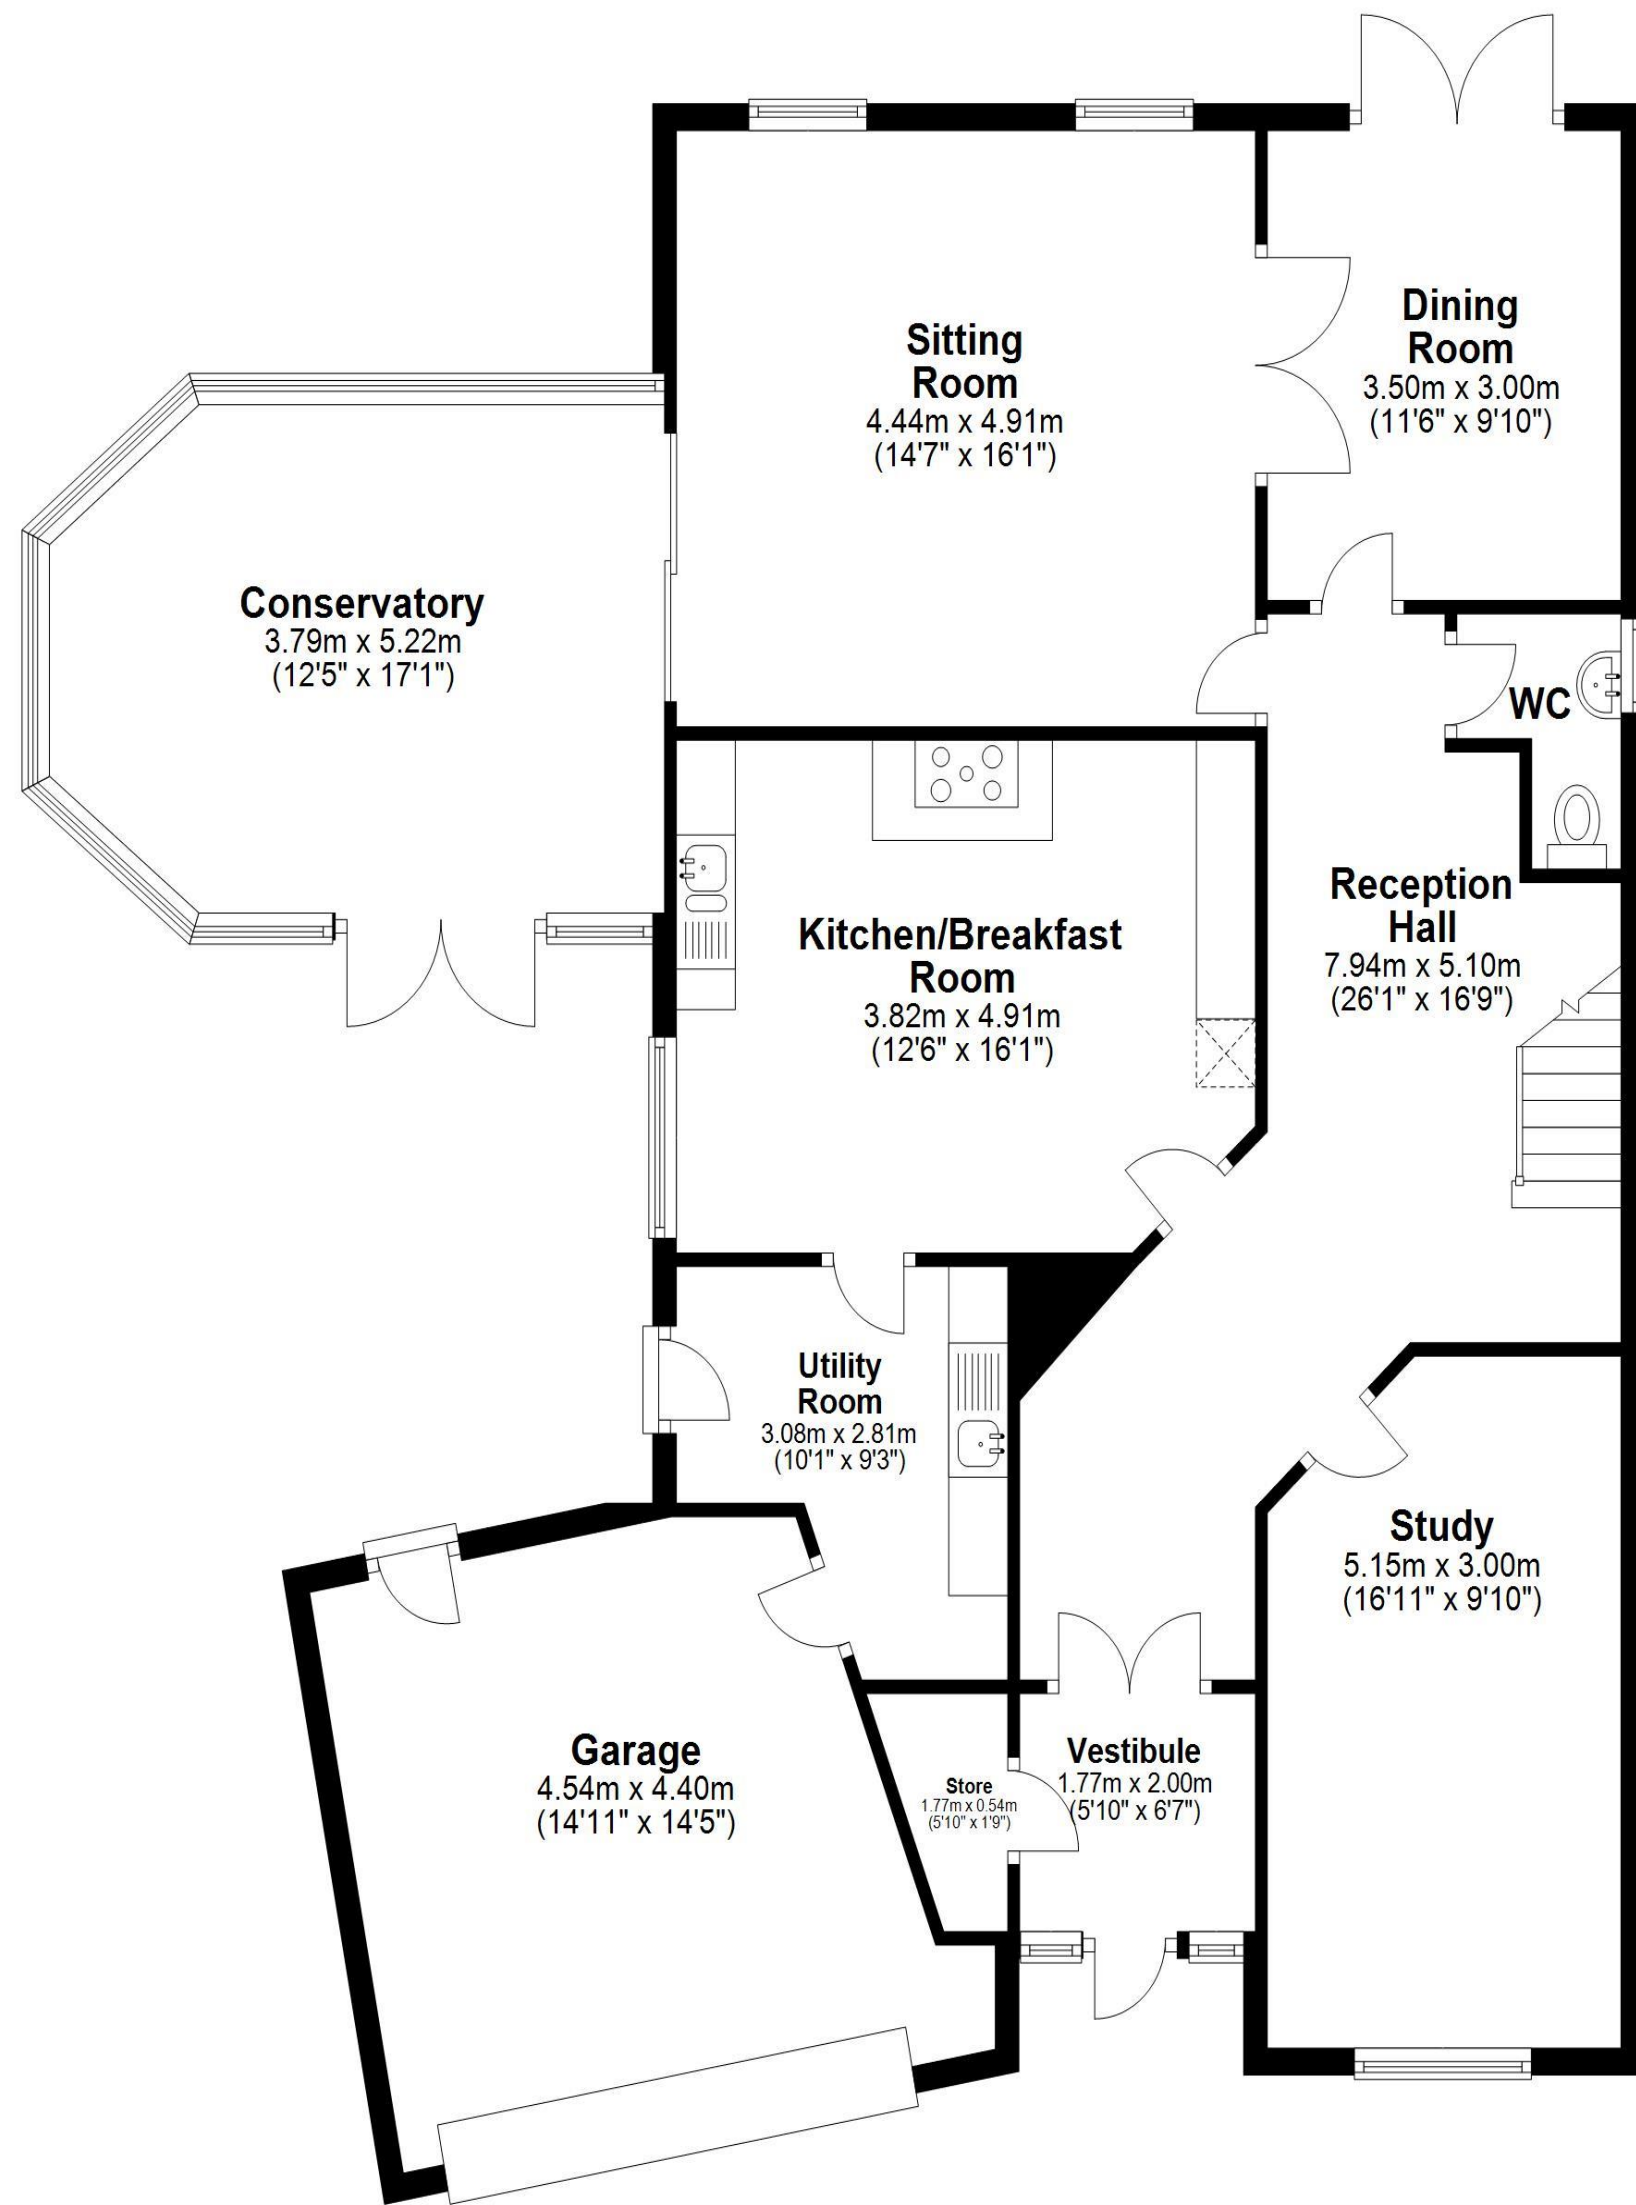 Sitting
Room
4.44m x 4.91m
(14'7" x 16'1")
Dining
Room
3.50m x 3.00m
(11'6" x 9'10")
Conservatory
3.79m x 5.22m
(12'5" x 17'1")
WC
Kitchen/Breakfast
Room
3.82m x 4.91m
(12'6" x 16'1")
Reception
Hall
7.94m x 5.10m
(26'1" x 16'9")
Utility
Room
3.08m x 2.81m
(10'1" x 9'3")
Study
5.15m x 3.00m
(16'11" x 9'10")
Garage
4.54m x 4.40m
(14'11" x 14'5")
Store
1.77m x 0.54m
(5'10" x 1'9")
Vestibule
1.77m x 2.00m
(5'10" x 6'7")